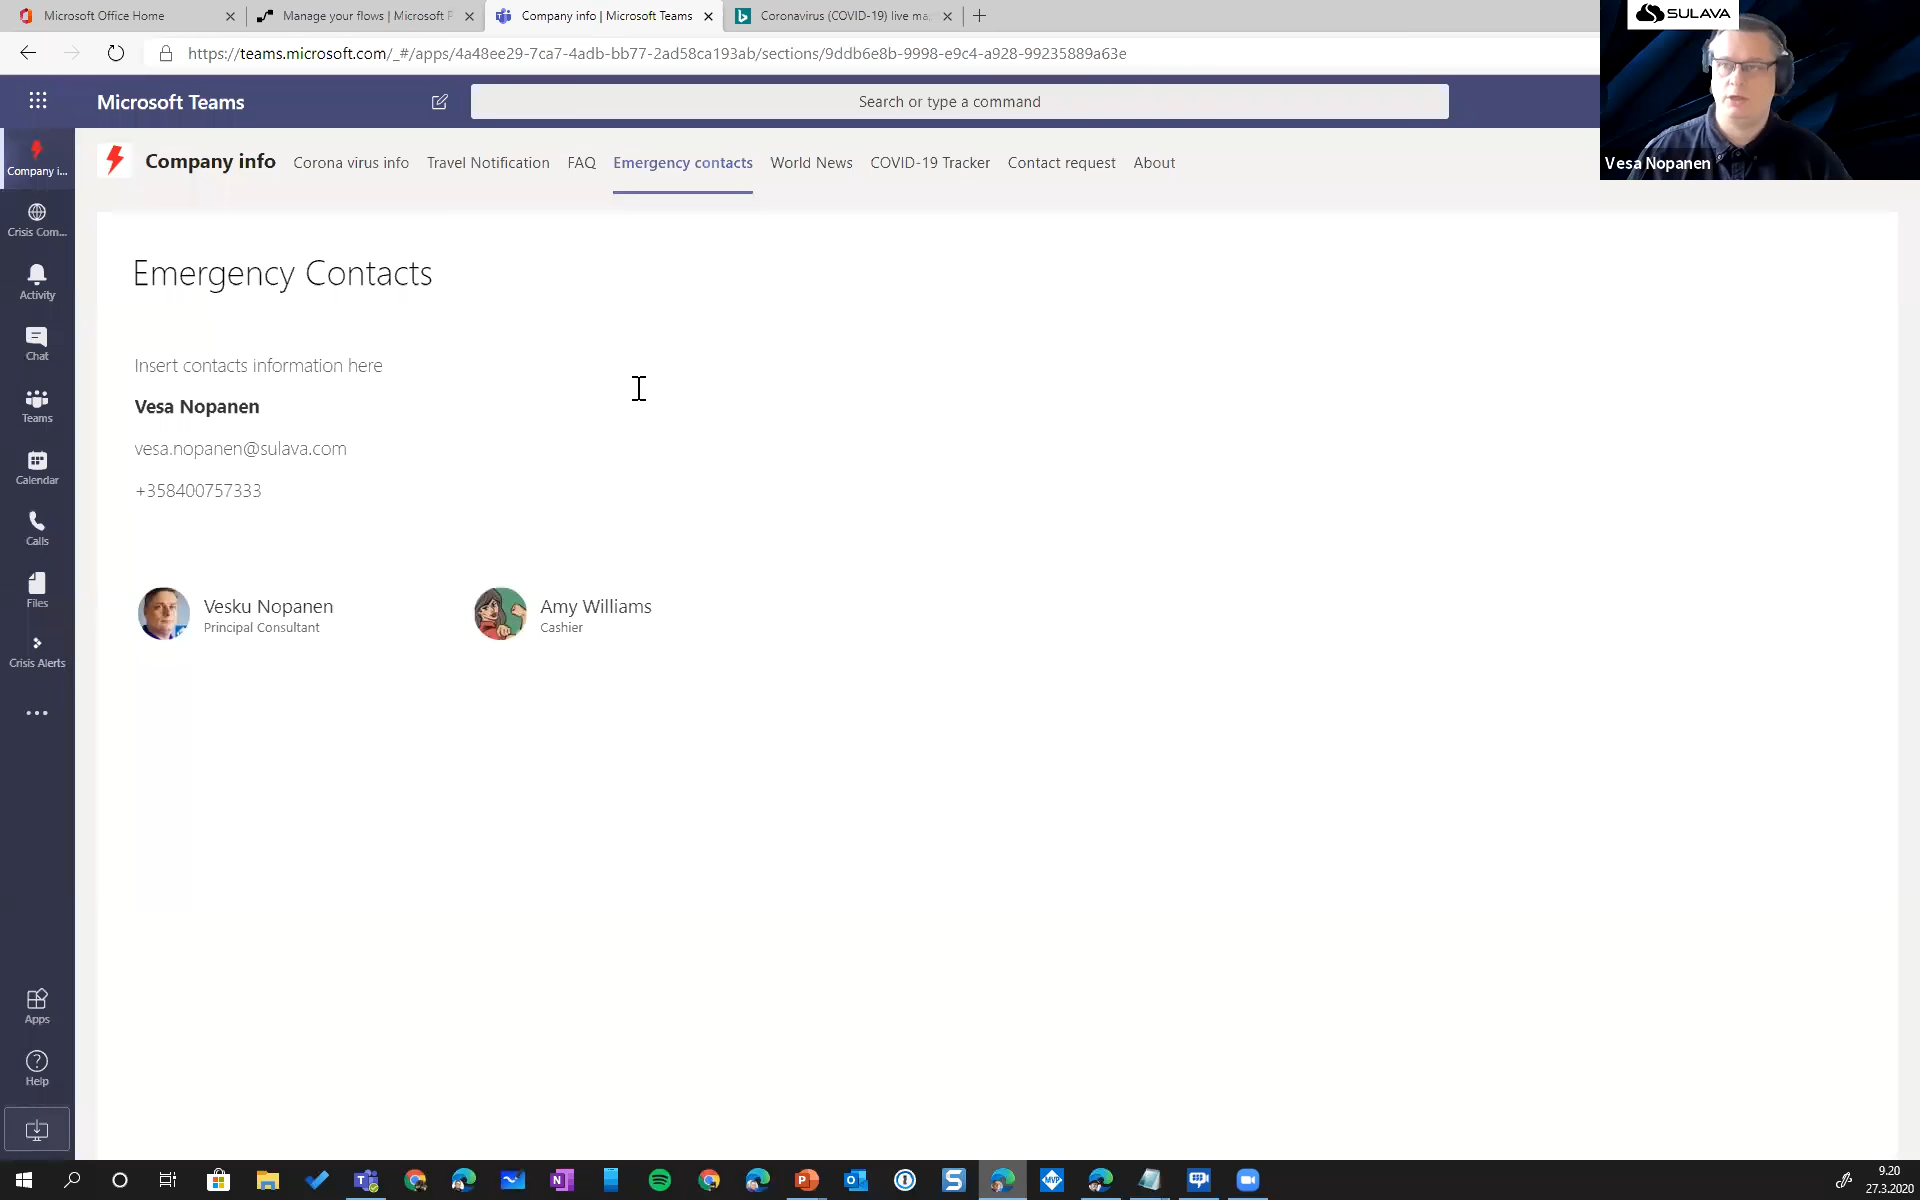 Microsoft Office Home
Manage your flows | Microsoft P
Company info | Microsoft Teams
Coronavirus (COVID-19) live ma
https://teams.microsoft.com/_#/apps/4a48ee29-7ca7-4adb-bb77-2ad58ca193ab/sections/9ddb6e8b-9998-e9c4-a928-99235889a63e
SULAVA
Vesa Nopanen
Microsoft Teams
Search or type a command
Company i...
Crisis Com...
Activity
Chat
Teams
Calendar
Calls
Files
Crisis Alerts
Apps
Help
Company info
Corona virus info
Travel Notification
FAQ
Emergency contacts
World News
COVID-19 Tracker
Contact request
About
Emergency Contacts
Insert contacts information here
Vesa Nopanen
vesa.nopanen@sulava.com
+358400757333
Vesku Nopanen
Principal Consultant
Amy Williams
Cashier
9.20
27.3.2020